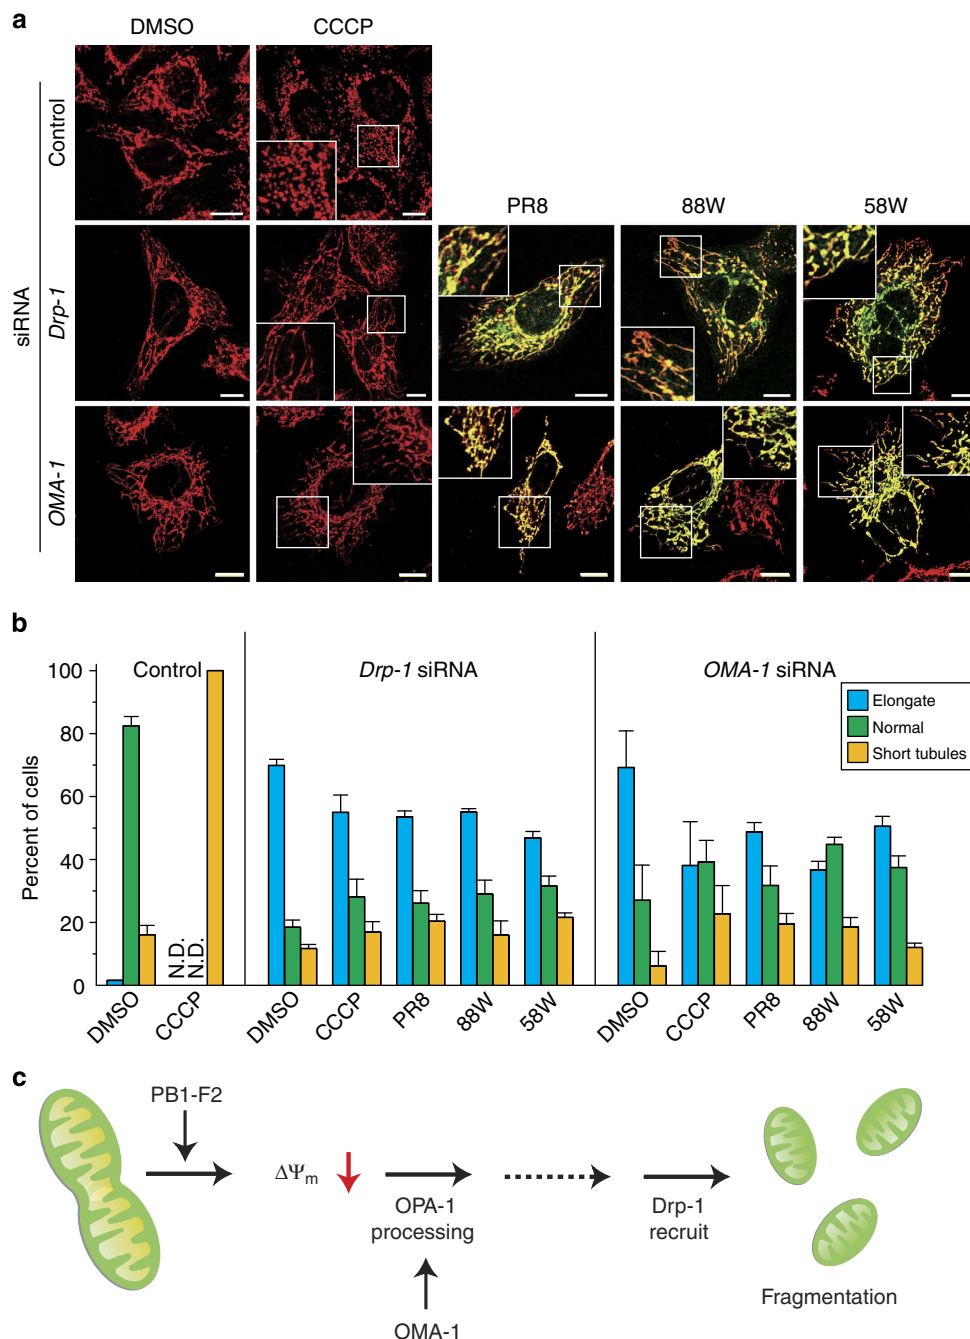 a
DMSO CCCP
Control
PR8 88W 58W
siRNA
Drp-1
OMA-1
b
Percent of cells
100
80
60
40
20
0
Control
Drp-1 siRNA
OMA-1 siRNA
Elongate
Normal
Short tubules
N.D.
N.D.
DMSO CCCP DMSO CCCP PR8 88W 58W DMSO CCCP PR8 88W 58W
c
PB1-F2
ΔΨm
OPA-1
processing
OMA-1
Drp-1
recruit
Fragmentation